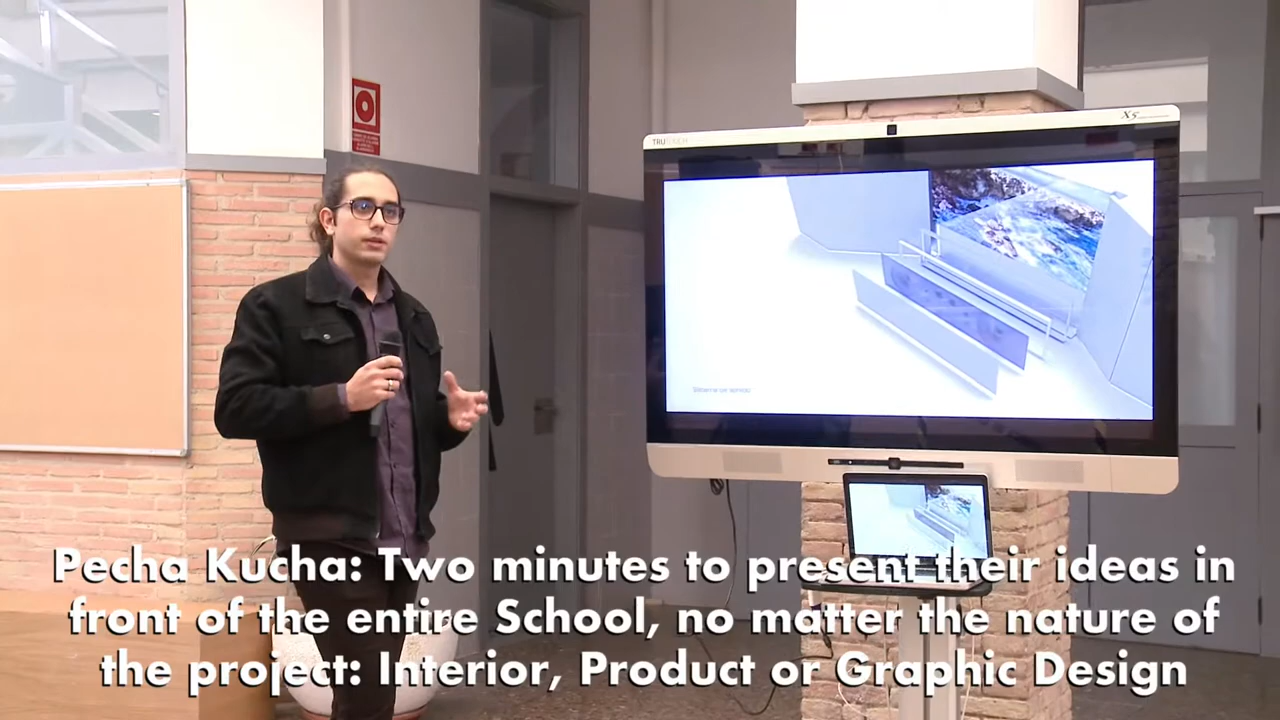 X5
Pecha Kucha: Two minutes to present their ideas in
front of the entire School, no matter the nature of
the project: Interior, Product or Graphic Design